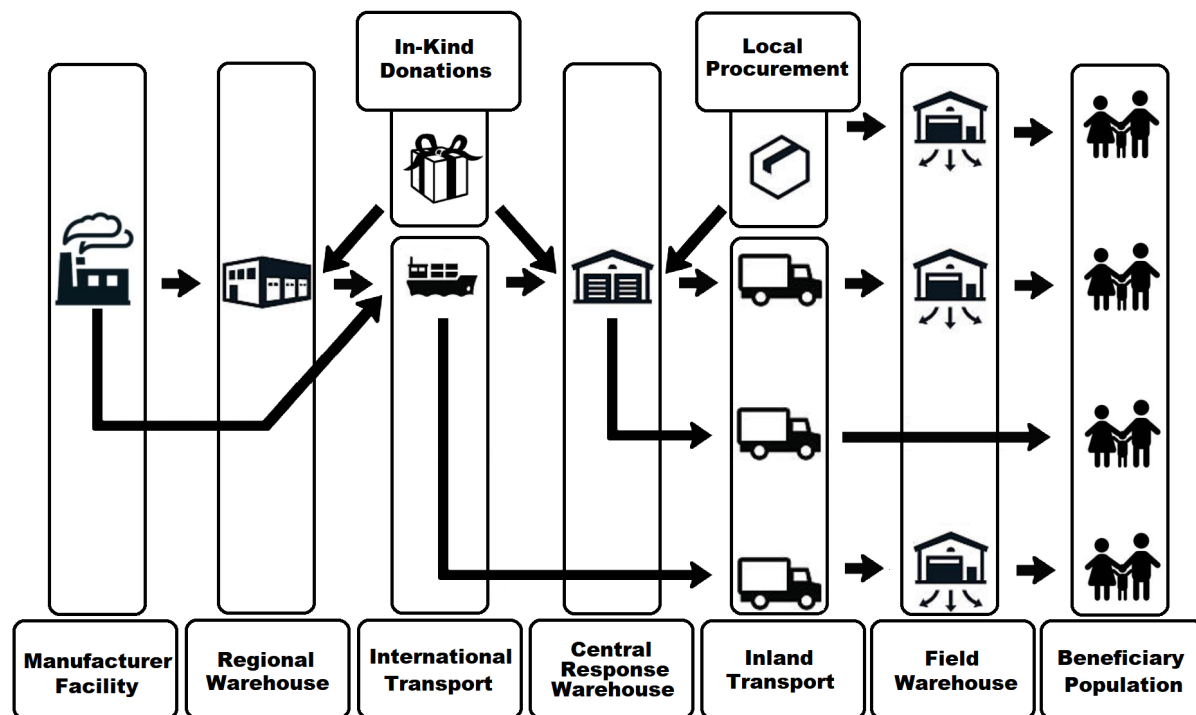 In-Kind
Donations
Local
Procurement
Manufacturer
Facility
Regional
Warehouse
International
Transport
Central
Response
Warehouse
Inland
Transport
Field
Warehouse
Beneficiary
Population